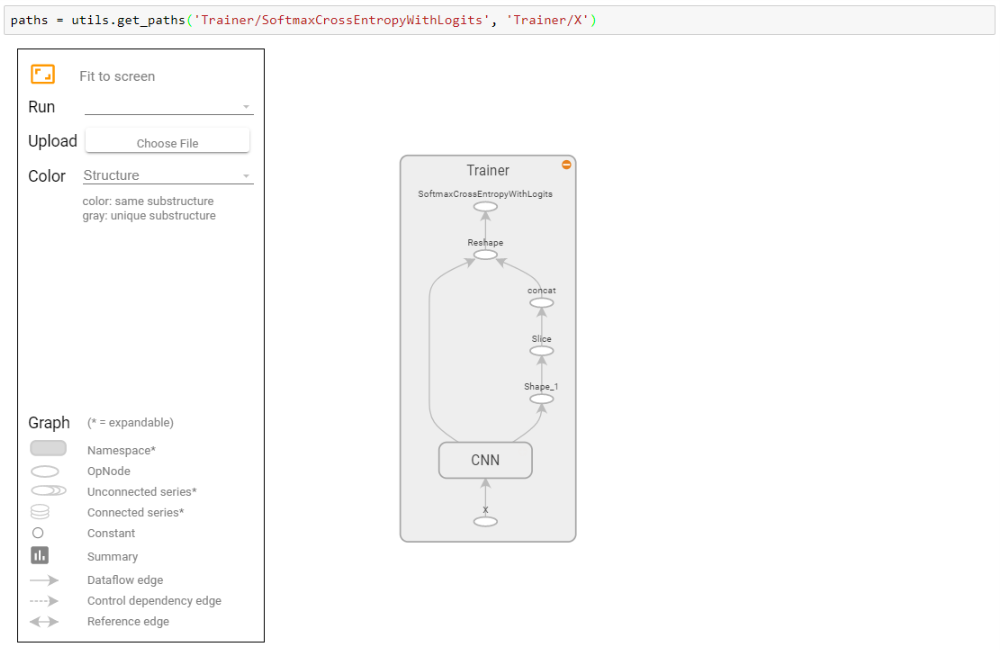 paths = utils.get_paths('Trainer/SoftmaxCrossEntropyWithLogits', 'Trainer/X')
Fit to screen
Run
Upload Choose File
Color Structure
color: same substructure
gray: unique substructure
Graph (* = expandable)
Namespace*
OpNode
Unconnected series*
Connected series*
Constant
Summary
Dataflow edge
Control dependency edge
Reference edge
Trainer
SoftmaxCrossEntropyWithLogits
Reshape
concat
Slice
Shape_1
CNN
X